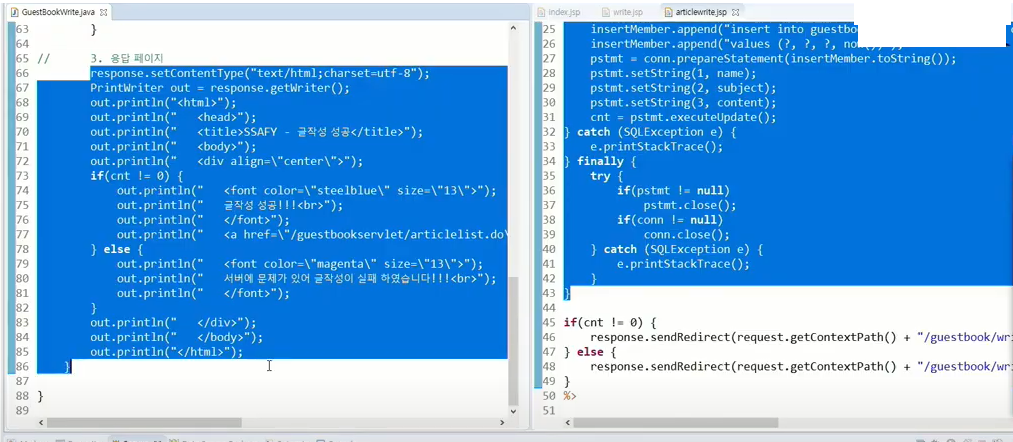 GuestBookWrite.java
63 }
64
65 // 3. 응답 페이지
66 response.setContentType("text/html;charset=utf-8");
67 PrintWriter out = response.getWriter();
68 out.println("<html>");
69 out.println("	<head>");
70 out.println("	<title>SSAFY - 글작성 성공</title>");
71 out.println("	<body>");
72 out.println("	<div align=\"center\">");
73 if(cnt != 0) {
74 out.println("	<font color=\"steelblue\" size=\"13\">");
75 out.println("	글작성 성공!!!<br>");
76 out.println("	</font>");
77 out.println("	<a href=\"/guestbookservlet/articlelist.do\
78 } else {
79 out.println("	<font color=\"magenta\" size=\"13\">");
80 out.println("	서버에 문제가 있어 글작성이 실패 하였습니다!!!<br>");
81 out.println("	</font>");
82 }
83 out.println("	</div>");
84 out.println("	</body>");
85 out.println("</html>");
86 }
87
88 }
89
index.jsp write.jsp articlewrite.jsp
25 insertMember.append("insert into guestbo
26 insertMember.append("values (?, ?, ?,
27 pstmt = conn.prepareStatement(insertMember.toString());
28 pstmt.setString(1, name);
29 pstmt.setString(2, subject);
30 pstmt.setString(3, content);
31 cnt = pstmt.executeUpdate();
32 } catch (SQLException e) {
33 e.printStackTrace();
34 } finally {
35 try {
36 if(pstmt != null)
37 pstmt.close();
38 if(conn != null)
39 conn.close();
40 } catch (SQLException e) {
41 e.printStackTrace();
42 }
43 }
44
45 if(cnt != 0) {
46 response.sendRedirect(request.getContextPath() + "/guestbook/wri
47 } else {
48 response.sendRedirect(request.getContextPath() + "/guestbook/wri
49 }
50 %>
51